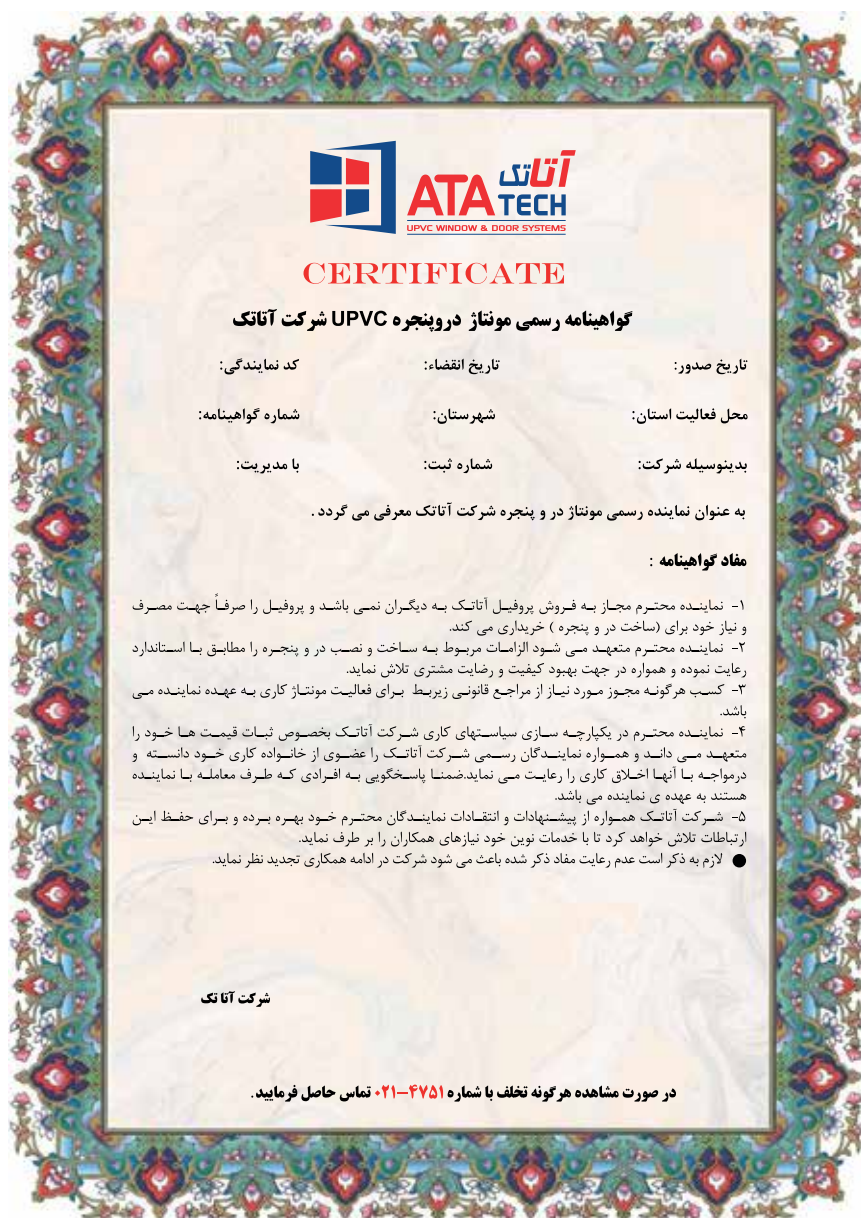 آتاتک
ATA TECH
UPVC WINDOW & DOOR SYSTEMS
CERTIFICATE
گواهینامه رسمی مونتاژ دروپنجره UPVC شرکت آتاتک
تاریخ صدور: تاریخ انقضاء: کد نمایندگی:
محل فعالیت استان: شهرستان: شماره گواهینامه:
بدینوسیله شرکت: شماره ثبت: با مدیریت:
به عنوان نماینده رسمی مونتاژ در و پنجره شرکت آتاتک معرفی می گردد .
مفاد گواهینامه :
۱- نماینده محترم مجاز به فروش پروفیل آتاتک به دیگران نمی باشد و پروفیل را صرفاً جهت مصرف
و نیاز خود برای (ساخت در و پنجره ) خریداری می کند.
۲- نماینده محترم متعهد می شود الزامات مربوط به ساخت و نصب در و پنجره را مطابق با استاندارد
رعایت نموده و همواره در جهت بهبود کیفیت و رضایت مشتری تلاش نماید.
۳- کسب هرگونه مجوز مورد نیاز از مراجع قانونی زیربط برای فعالیت مونتاژ کاری به عهده نماینده می
باشد.
۴- نماینده محترم در یکپارچه سازی سیاستهای کاری شرکت آتاتک بخصوص ثبات قیمت ها خود را
متعهد می داند و همواره نمایندگان رسمی شرکت آتاتک را عضوی از خانواده کاری خود دانسته و
درمواجه با آنها اخلاق کاری را رعایت می نماید.ضمنا پاسخگویی به افرادی که طرف معامله با نماینده
هستند به عهده ی نماینده می باشد.
۵- شرکت آتاتک همواره از پیشنهادات و انتقادات نمایندگان محترم خود بهره برده و برای حفظ این
ارتباطات تلاش خواهد کرد تا با خدمات نوین خود نیازهای همکاران را بر طرف نماید.
● لازم به ذکر است عدم رعایت مفاد ذکر شده باعث می شود شرکت در ادامه همکاری تجدید نظر نماید.
شرکت آتا تک
در صورت مشاهده هرگونه تخلف با شماره ۴۷۵۱-۰۲۱ تماس حاصل فرمایید.